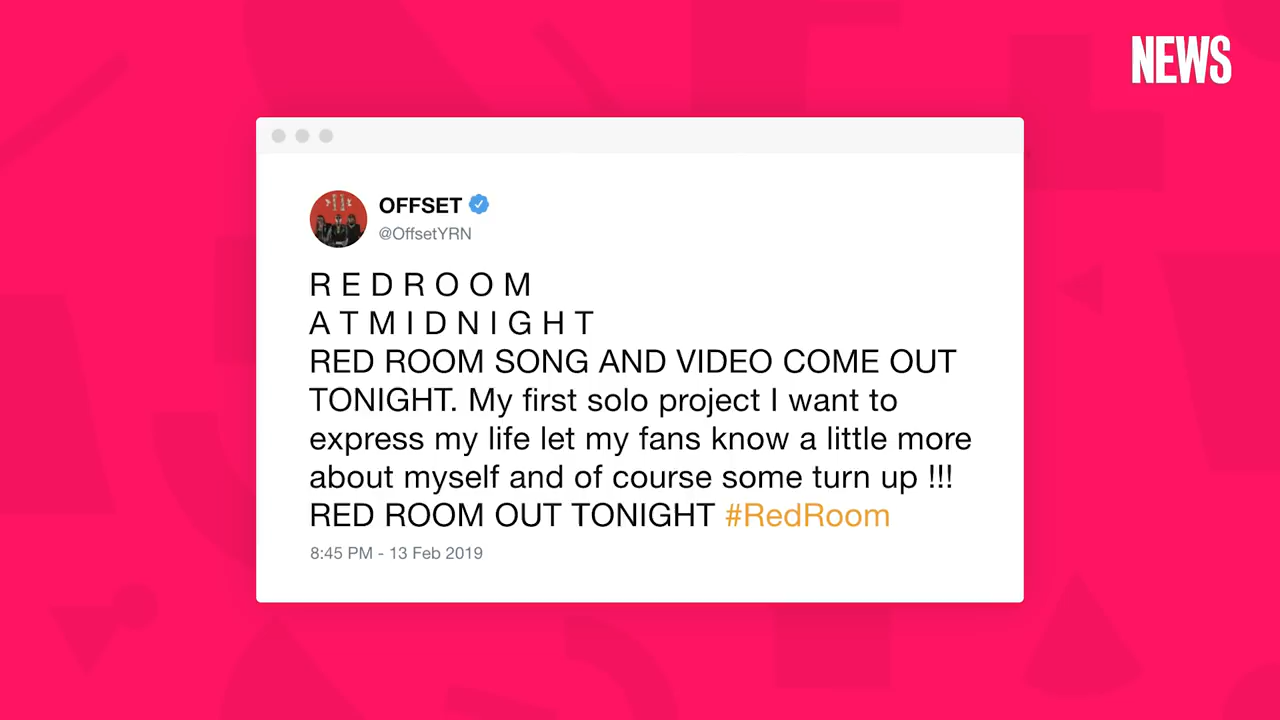 NEWS
OFFSET
@OffsetYRN
R E D R O O M
A T M I D N I G H T
RED ROOM SONG AND VIDEO COME OUT
TONIGHT. My first solo project I want to
express my life let my fans know a little more
about myself and of course some turn up !!!
RED ROOM OUT TONIGHT #RedRoom
8:45 PM - 13 Feb 2019